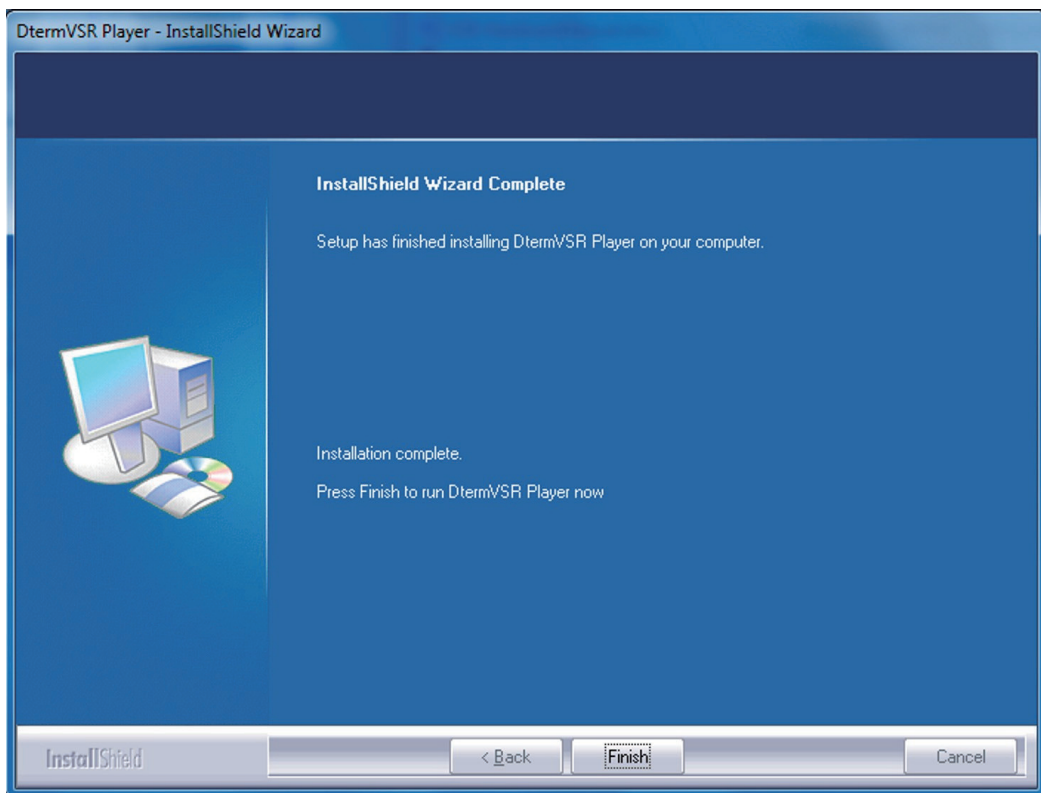 DtermVSR Player - InstallShield Wizard
InstallShield Wizard Complete
Setup has finished installing DtermVSR Player on your computer.
Installation complete.
Press Finish to run DtermVSR Player now
InstallShield
< Back
Finish
Cancel